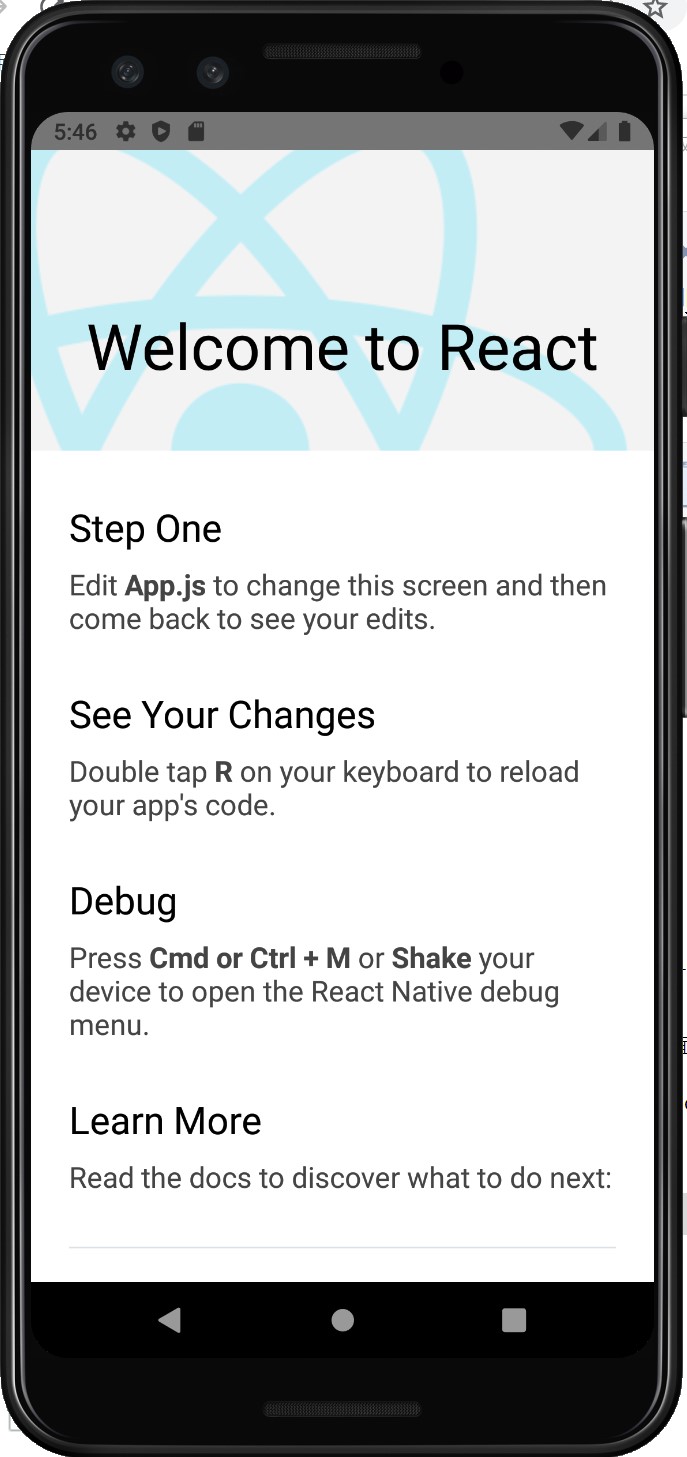 5:46
Welcome to React
Step One
Edit App.js to change this screen and then
come back to see your edits.
See Your Changes
Double tap R on your keyboard to reload
your app's code.
Debug
Press Cmd or Ctrl + M or Shake your
device to open the React Native debug
menu.
Learn More
Read the docs to discover what to do next: